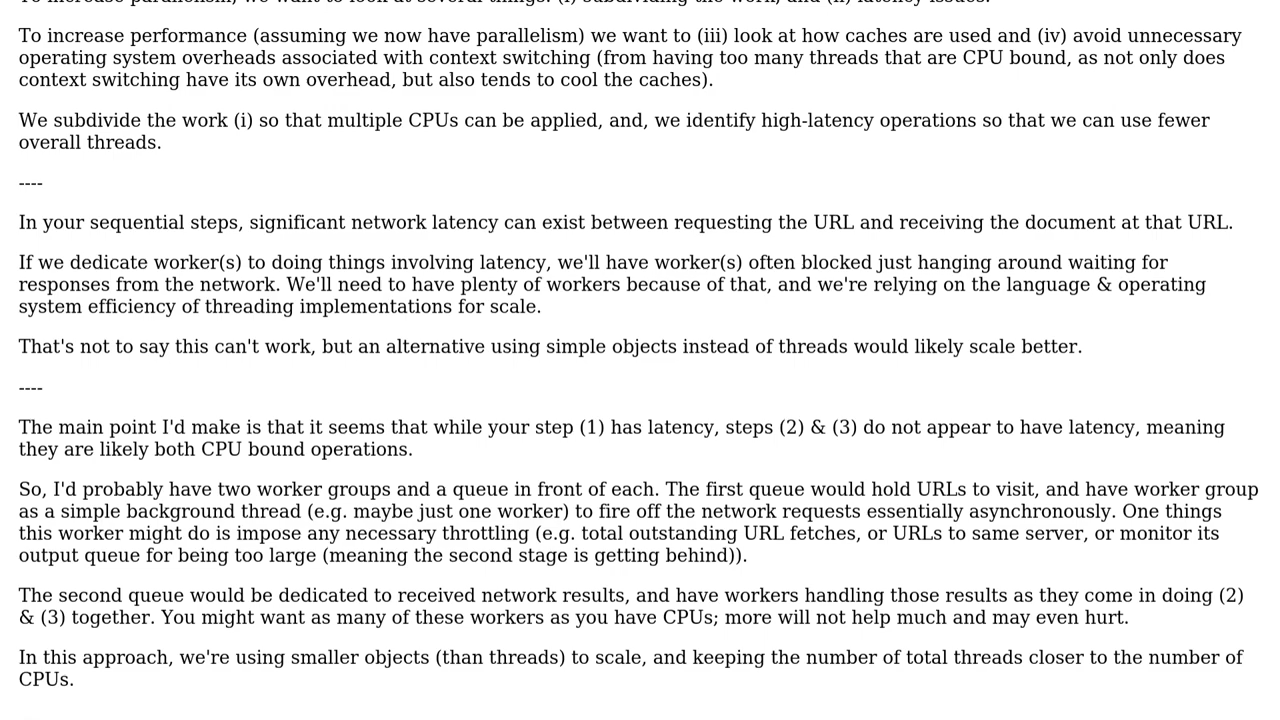 To increase parallelism, we want to look at several things: (i) subdividing the work, and (ii) latency issues.
To increase performance (assuming we now have parallelism) we want to (iii) look at how caches are used and (iv) avoid unnecessary
operating system overheads associated with context switching (from having too many threads that are CPU bound, as not only does
context switching have its own overhead, but also tends to cool the caches).
We subdivide the work (i) so that multiple CPUs can be applied, and, we identify high-latency operations so that we can use fewer
overall threads.
----
In your sequential steps, significant network latency can exist between requesting the URL and receiving the document at that URL.
If we dedicate worker(s) to doing things involving latency, we'll have worker(s) often blocked just hanging around waiting for
responses from the network. We'll need to have plenty of workers because of that, and we're relying on the language & operating
system efficiency of threading implementations for scale.
That's not to say this can't work, but an alternative using simple objects instead of threads would likely scale better.
----
The main point I'd make is that it seems that while your step (1) has latency, steps (2) & (3) do not appear to have latency, meaning
they are likely both CPU bound operations.
So, I'd probably have two worker groups and a queue in front of each. The first queue would hold URLs to visit, and have worker group
as a simple background thread (e.g. maybe just one worker) to fire off the network requests essentially asynchronously. One things
this worker might do is impose any necessary throttling (e.g. total outstanding URL fetches, or URLs to same server, or monitor its
output queue for being too large (meaning the second stage is getting behind)).
The second queue would be dedicated to received network results, and have workers handling those results as they come in doing (2)
& (3) together. You might want as many of these workers as you have CPUs; more will not help much and may even hurt.
In this approach, we're using smaller objects (than threads) to scale, and keeping the number of total threads closer to the number of
CPUs.